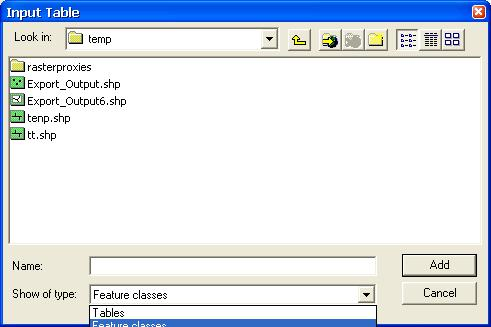 Input Table
Look in: temp
rasterproxies
Export_Output.shp
Export_Output6.shp
tenp.shp
tt.shp
Name: Add
Show of type: Feature classes Cancel
Tables
Feature classes